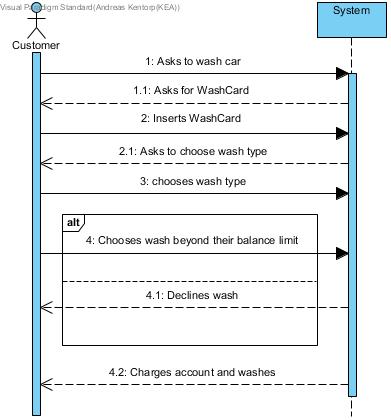 Visual Paradigm Standard(Andreas Kentorp(KEA))
System
Customer
1: Asks to wash car
1.1: Asks for WashCard
2: Inserts WashCard
2.1: Asks to choose wash type
3: chooses wash type
alt
4: Chooses wash beyond their balance limit
4.1: Declines wash
4.2: Charges account and washes